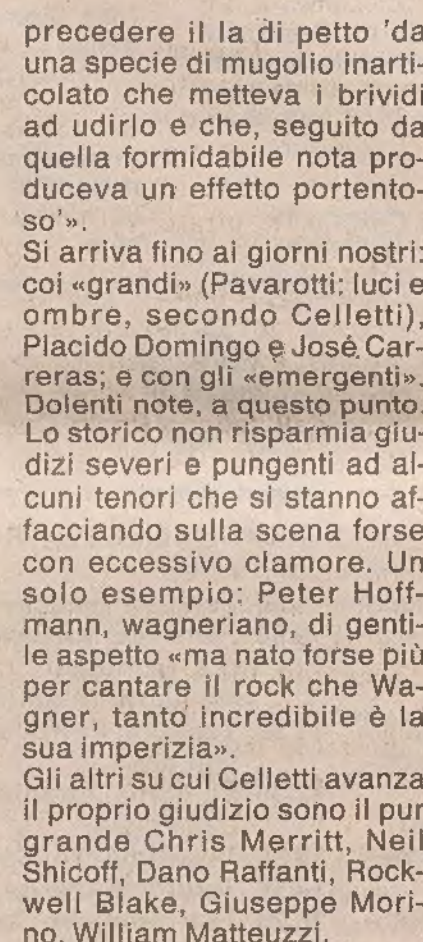 precedere il la di petto 'da
una specie di mugolio inarti-
colato che metteva i brividi
ad udirlo e che, seguito da
quella formidabile nota pro-
duceva un effetto portento-
so'».
Si arriva fino ai giorni nostri:
coi «grandi» (Pavarotti: luci e
ombre, secondo Celletti),
Placido Domingo e José Car-
reras; e con gli «emergenti».
Dolenti note, a questo punto.
Lo storico non risparmia giu-
dizi severi e pungenti ad al-
cuni tenori che si stanno af-
facciando sulla scena forse
con eccessivo clamore. Un
solo esempio: Peter Hoff-
mann, wagneriano, di genti-
le aspetto «ma nato forse più
per cantare il rock che Wa-
gner, tanto incredibile è la
sua imperizia».
Gli altri su cui Celletti avanza
il proprio giudizio sono il pur
grande Chris Merritt, Neil
Shicoff, Dano Raffanti, Rock-
well Blake, Giuseppe Mori-
no, William Matteuzzi.